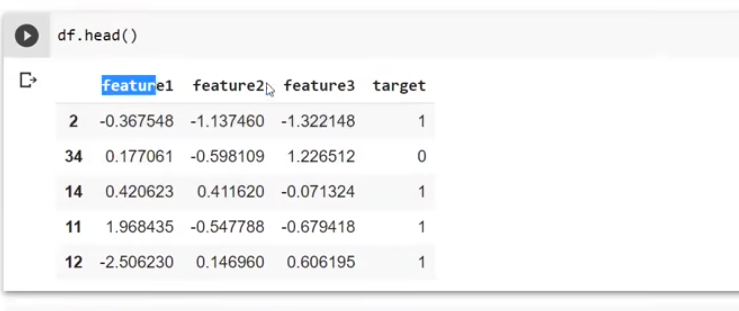 df.head()
feature1 feature2 feature3 target
2 -0.367548 -1.137460 -1.322148 1
34 0.177061 -0.598109 1.226512 0
14 0.420623 0.411620 -0.071324 1
11 1.968435 -0.547788 -0.679418 1
12 -2.506230 0.146960 0.606195 1